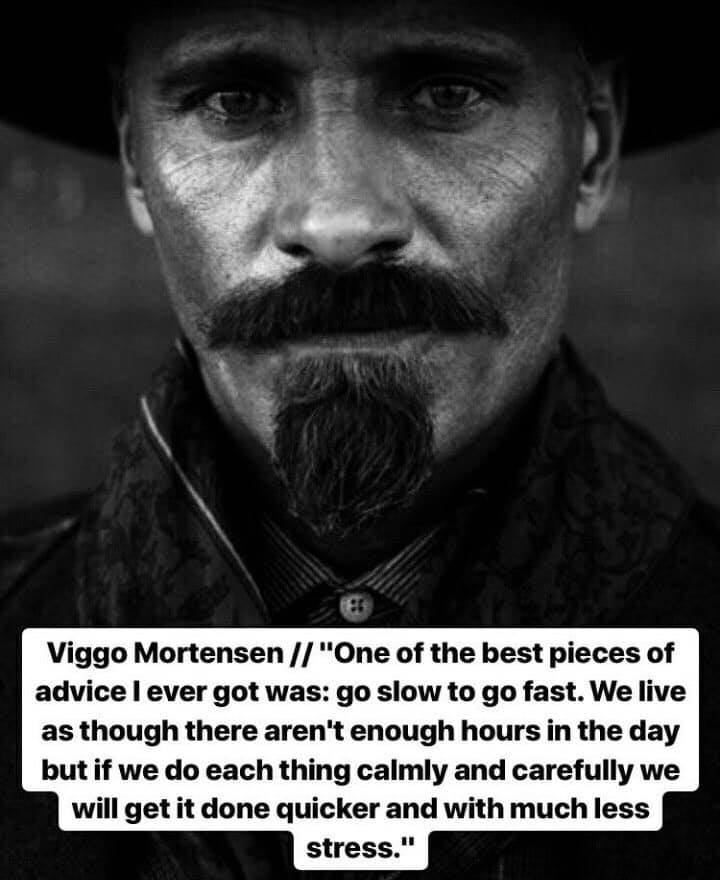 Viggo Mortensen // "One of the best pieces of
advice I ever got was: go slow to go fast. We live
as though there aren't enough hours in the day
but if we do each thing calmly and carefully we
will get it done quicker and with much less
stress."